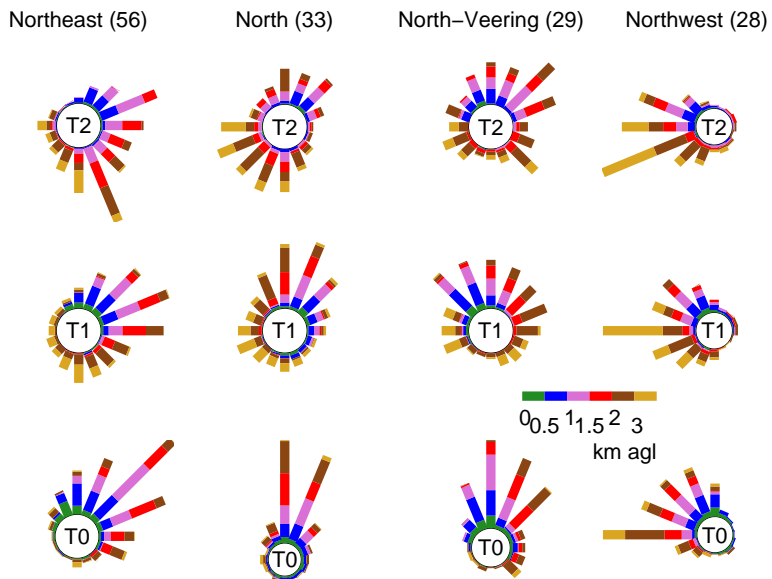 Northeast (56) North (33) North−Veering (29) Northwest (28)
T2 T2 T2 T2
T1 T1 T1 T1
0 0.5 1 1.5 2 3
km agl
T0 T0 T0 T0